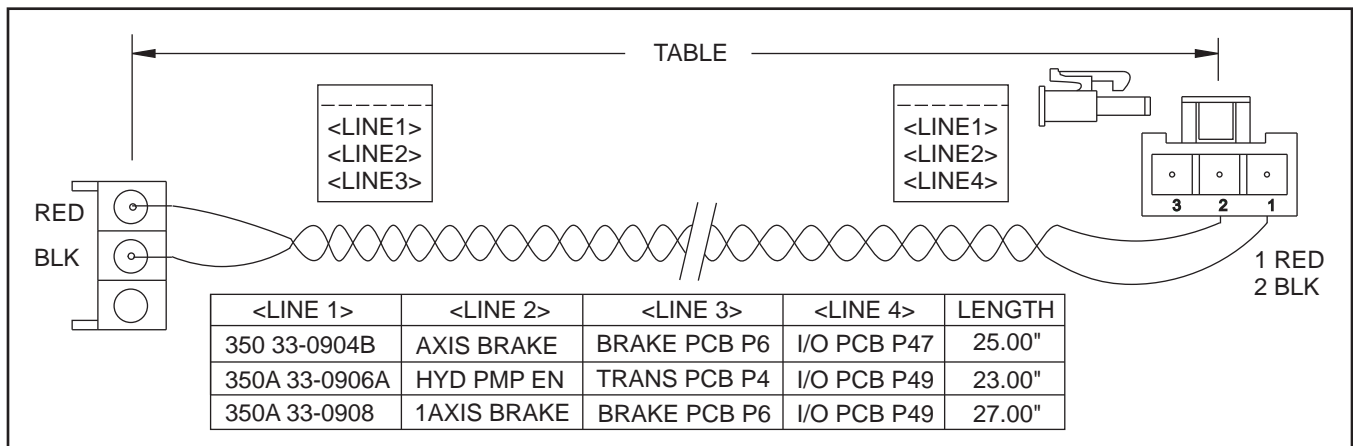 TABLE
<LINE1>
<LINE2>
<LINE3>
<LINE1>
<LINE2>
<LINE4>
3 2 1
RED
BLK
1 RED
2 BLK
<LINE 1> <LINE 2> <LINE 3> <LINE 4> LENGTH
350 33-0904B AXIS BRAKE BRAKE PCB P6 I/O PCB P47 25.00"
350A 33-0906A HYD PMP EN TRANS PCB P4 I/O PCB P49 23.00"
350A 33-0908 1AXIS BRAKE BRAKE PCB P6 I/O PCB P49 27.00"